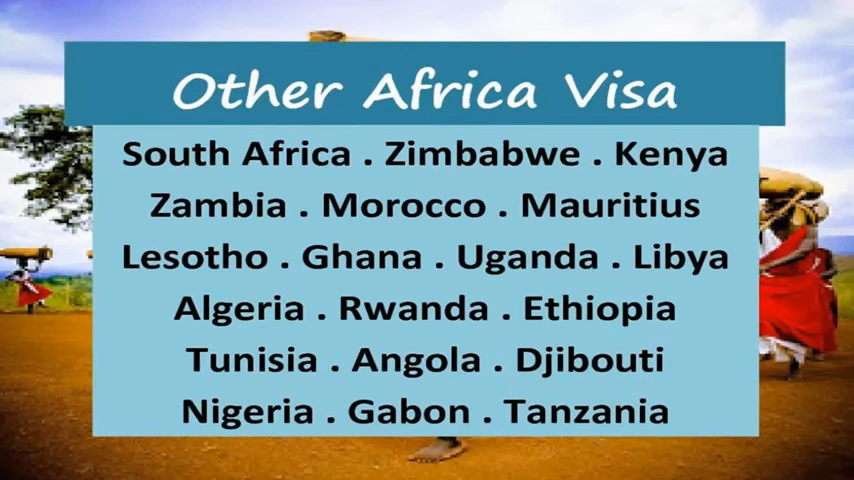 Other Africa Visa
South Africa . Zimbabwe . Kenya
Zambia . Morocco . Mauritius
Lesotho . Ghana . Uganda . Libya
Algeria . Rwanda . Ethiopia
Tunisia . Angola . Djibouti
Nigeria . Gabon . Tanzania